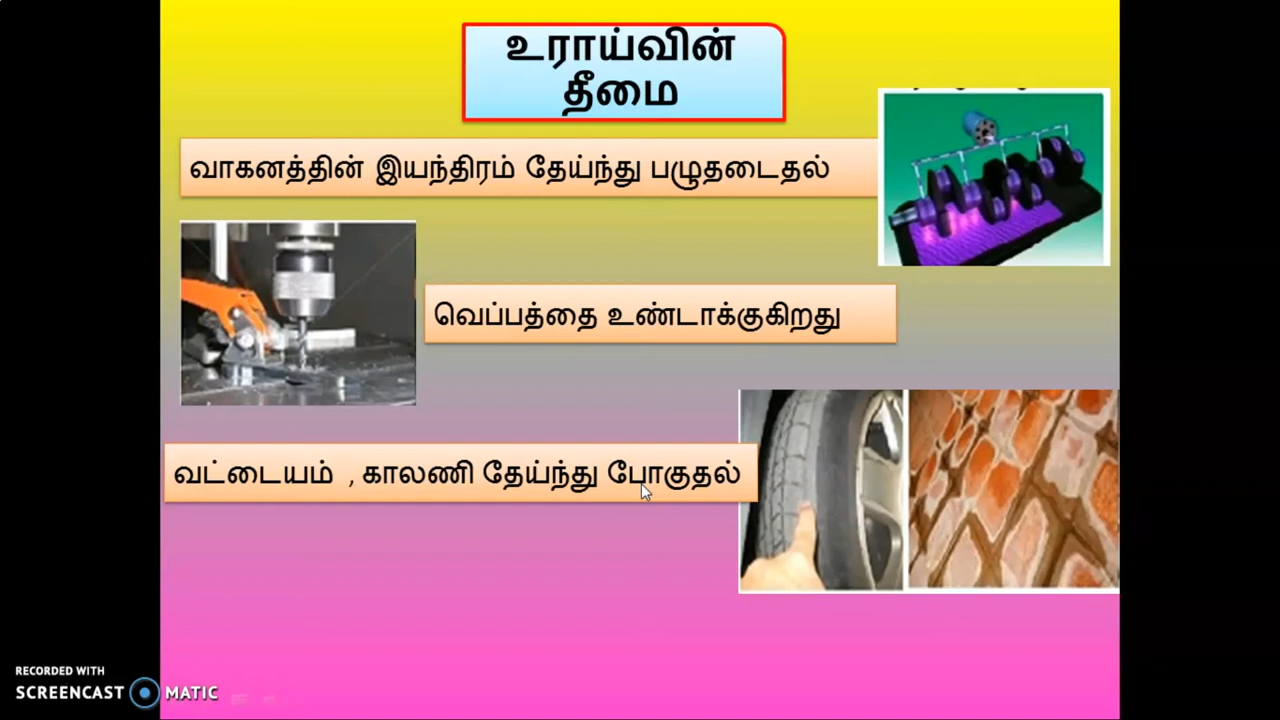 உராய்வின்
தீமை
வாகனத்தின் இயந்திரம் தேய்ந்து பழுதடைதல்
வெப்பத்தை உண்டாக்குகிறது
வட்டையம் , காலணி தேய்ந்து போகுதல்
RECORDED WITH
SCREENCAST MATIC